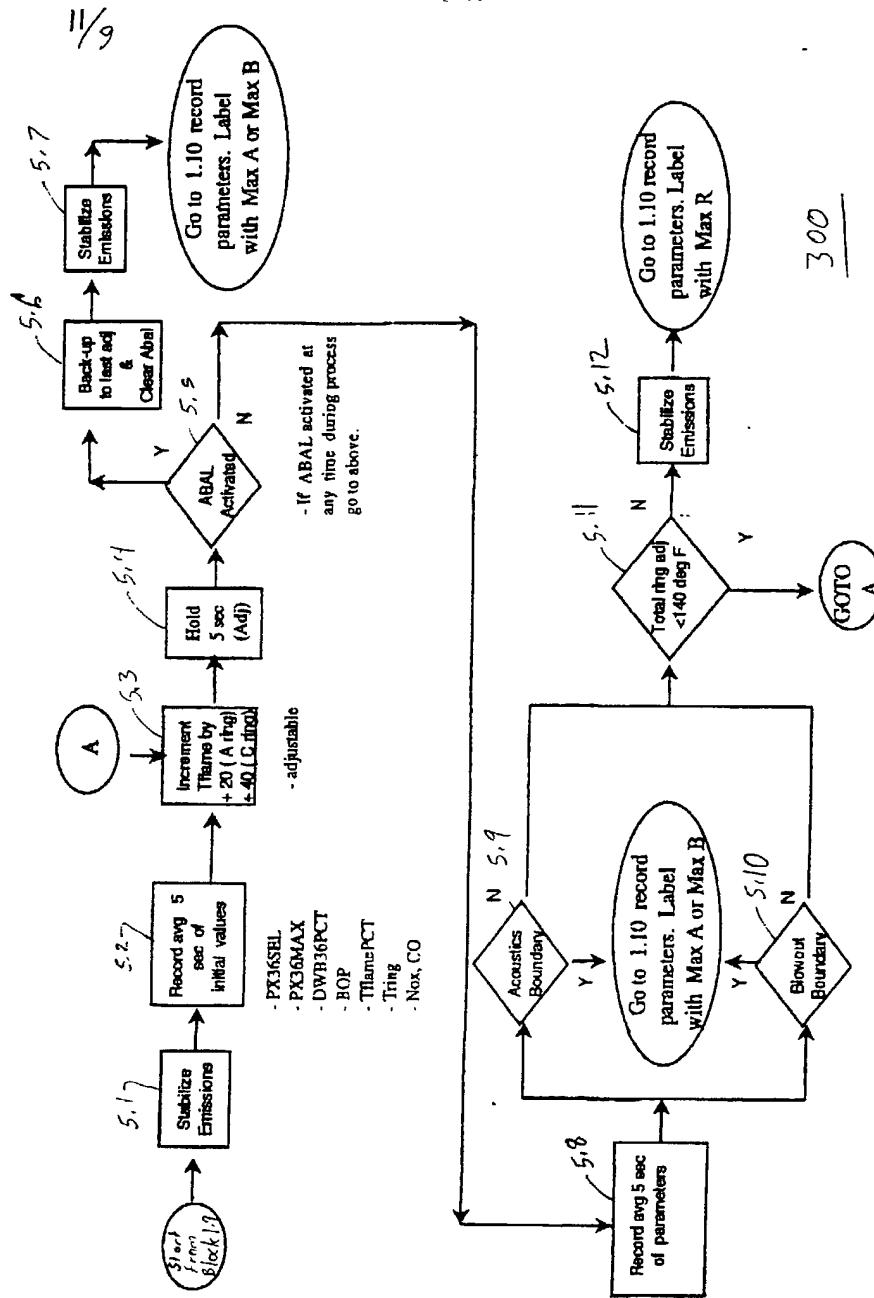 11/9
Start
from
Block 1.9
5.1
Stabilize
Emissions
5.2
Record avg 5
sec of
initial values
- PX36SEL
- PX36MAX
- DWB36PCT
- BOP
- TflamePCT
- Tring
- Nox, CO
A
5.3
Increment
Tflame by
+ 20 ( A ring)
+ 40 ( C ring)
- adjustable
5.4
Hold
5 sec
(Adj)
5.5
ABAL
Activated
Y
N
- If ABAL activated at
any time during process
go to above.
5.6
Back-up
to last adj
&
Clear Abal
5.7
Stabilize
Emissions
Go to 1.10 record
parameters. Label
with Max A or Max B
5.8
Record avg 5 sec
of parameters
5.9
Acoustics
Boundary
N
Y
Go to 1.10 record
parameters. Label
with Max A or Max B
5.10
Blowout
Boundary
Y
N
5.11
Total ring adj
<140 deg F
N
Y
GOTO
A
5.12
Stabilize
Emissions
Go to 1.10 record
parameters. Label
with Max R
300